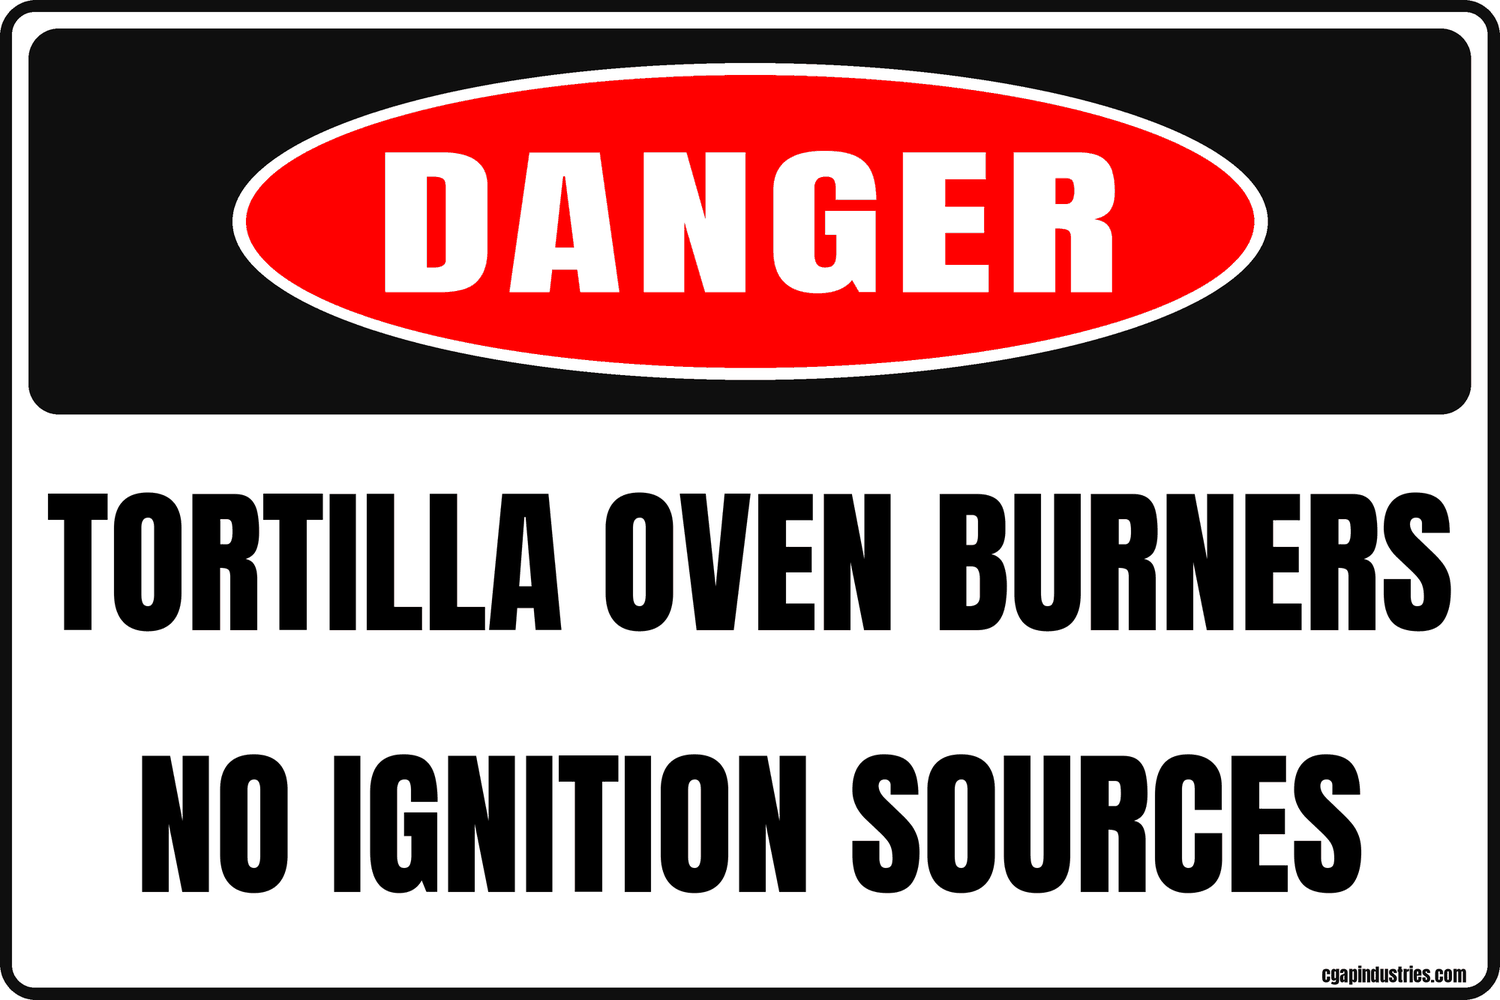 DANGER
TORTILLA OVEN BURNERS
NO IGNITION SOURCES
cgapindustries.com